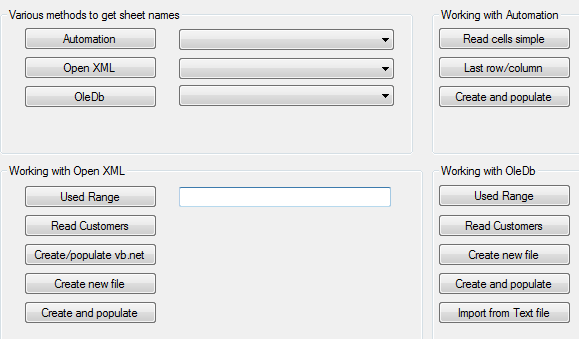 Various methods to get sheet names
Automation
Open XML
OleDb
Working with Automation
Read cells simple
Last row/column
Create and populate
Working with Open XML
Used Range
Read Customers
Create/populate vb.net
Create new file
Create and populate
Working with OleDb
Used Range
Read Customers
Create new file
Create and populate
Import from Text file